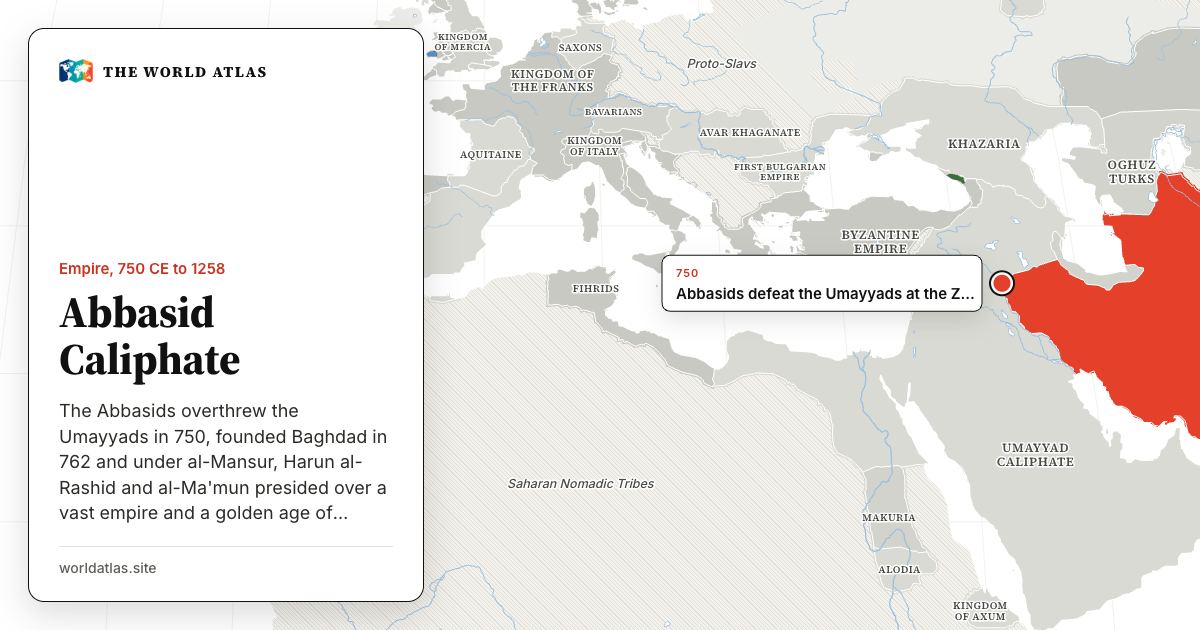 THE WORLD ATLAS
Empire, 750 CE to 1258
Abbasid
Caliphate
The Abbasids overthrew the
Umayyads in 750, founded Baghdad in
762 and under al-Mansur, Harun al-
Rashid and al-Ma'mun presided over a
vast empire and a golden age of...
worldatlas.site
KINGDOM
OF MERCIA
SAXONS
Proto-Slavs
KINGDOM OF
THE FRANKS
BAVARIANS
AVAR KHAGANATE
KINGDOM
OF ITALY
AQUITAINE
FIRST BULGARIAN
EMPIRE
KHAZARIA
OGHUZ
TURKS
BYZANTINE
EMPIRE
750
Abbasids defeat the Umayyads at the Z...
FIHRIDS
UMAYYAD
CALIPHATE
Saharan Nomadic Tribes
MAKURIA
ALODIA
KINGDOM
OF AXUM